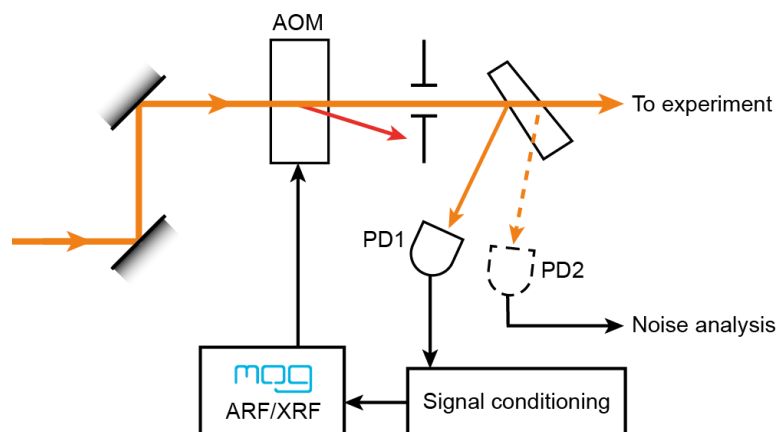 AOM
To experiment
PD1
PD2
Noise analysis
mog
ARF/XRF
Signal conditioning